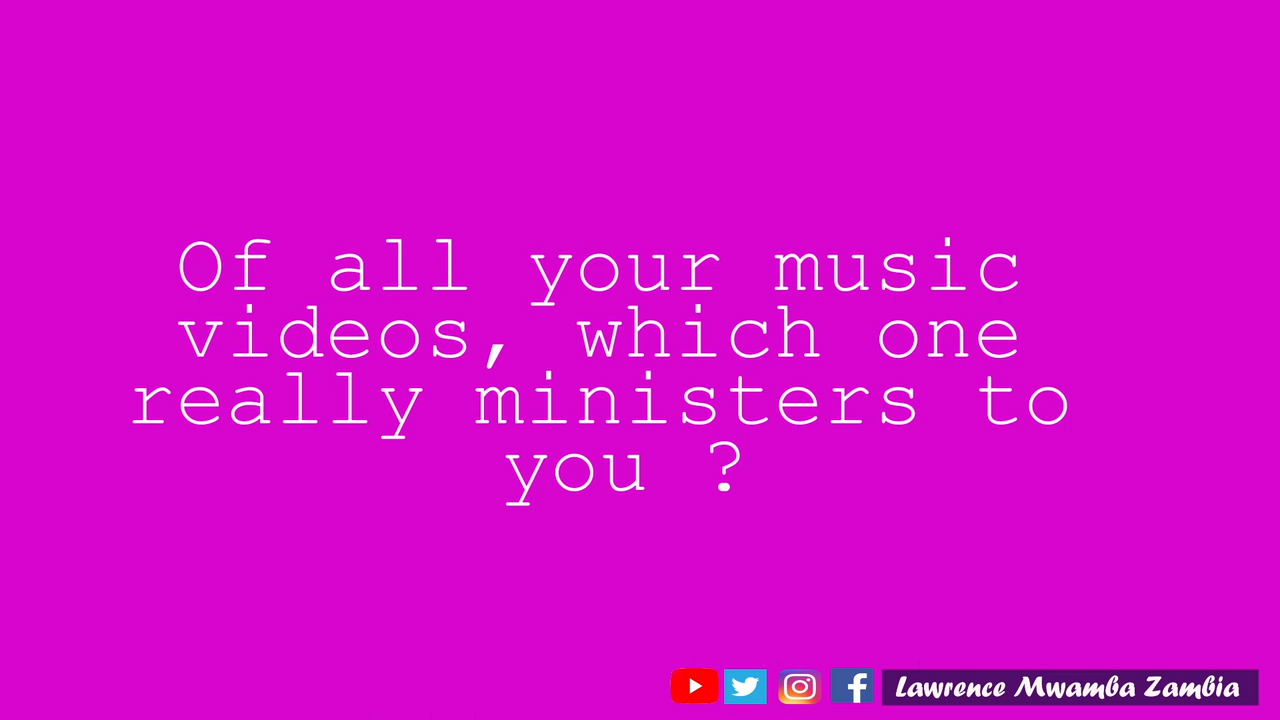 Of all your music
videos, which one
really ministers to
you ?
Lawrence Mwamba Zambia